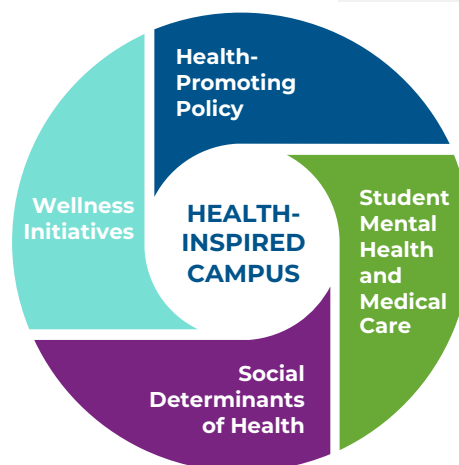 Health-
Promoting
Policy
Wellness
Initiatives
HEALTH-
INSPIRED
CAMPUS
Student
Mental
Health
and
Medical
Care
Social
Determinants
of Health